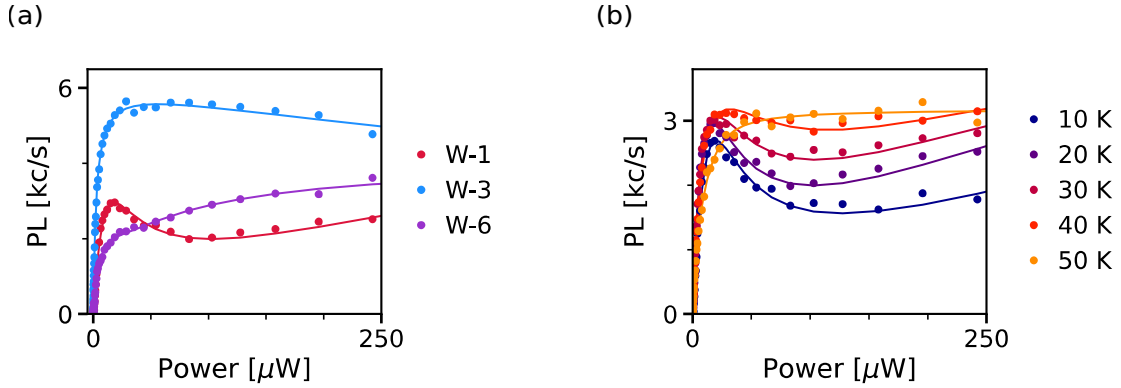 (a)
6
PL [kc/s]
0
0
250
Power [μW]
W-1
W-3
W-6
(b)
3
PL [kc/s]
0
0
250
Power [μW]
10 K
20 K
30 K
40 K
50 K